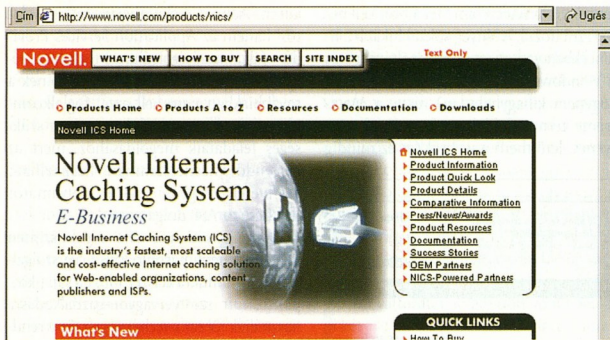 Cím http://www.novell.com/products/nics/ Ugrás
Novell. WHAT'S NEW HOW TO BUY SEARCH SITE INDEX Text Only
Products Home Products A to Z Resources Documentation Downloads
Novell ICS Home
Novell Internet
Caching System
E-Business
Novell Internet Caching System (ICS)
is the industry's fastest, most scaleable
and cost-effective Internet caching solution
for Web-enabled organizations, content
publishers and ISPs.
Novell ICS Home
Product Information
Product Quick Look
Product Details
Comparative Information
Press/News/Awards
Product Resources
Documentation
Success Stories
OEM Partners
NICS-Powered Partners
What's New
QUICK LINKS
How To Buy